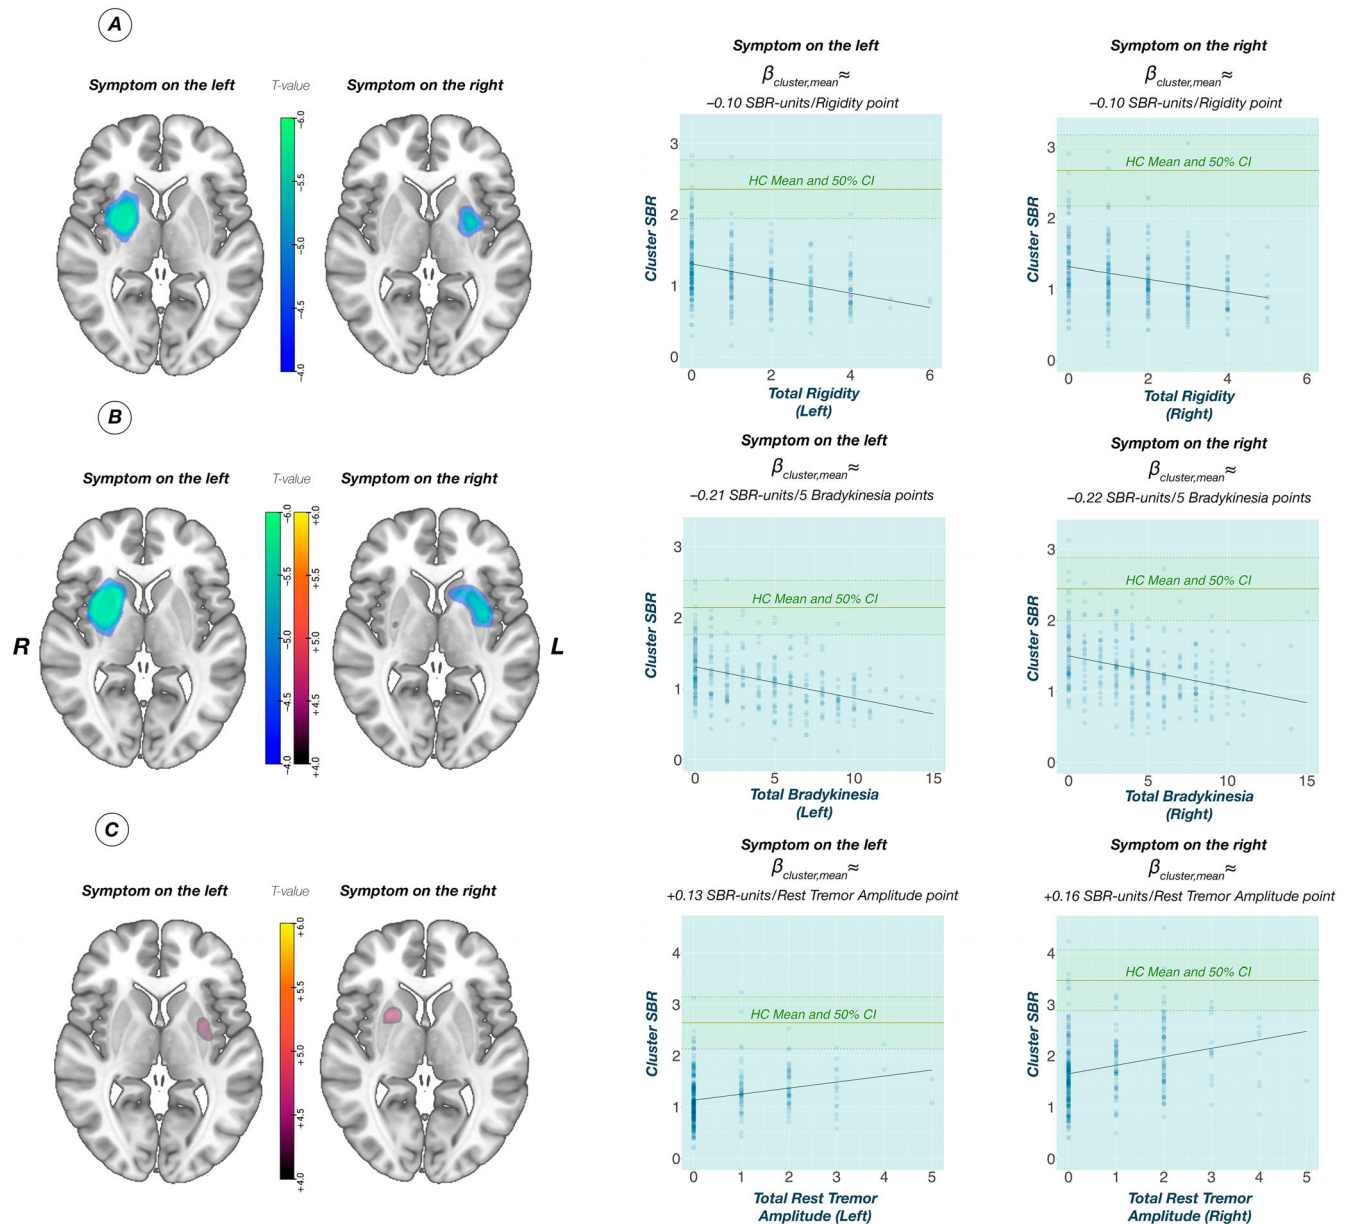 A
Symptom on the left
T-value
Symptom on the right
−6.0
−5.5
−5.0
−4.5
−4.0
Symptom on the left
βcluster,mean≈
−0.10 SBR-units/Rigidity point
3
2
1
0
Cluster SBR
HC Mean and 50% CI
0 2 4 6
Total Rigidity
(Left)
Symptom on the right
βcluster,mean≈
−0.10 SBR-units/Rigidity point
3
2
1
0
Cluster SBR
HC Mean and 50% CI
0 2 4 6
Total Rigidity
(Right)
B
Symptom on the left
T-value
Symptom on the right
−6.0 +6.0
−5.5 +5.5
−5.0 +5.0
−4.5 +4.5
−4.0 +4.0
R
L
Symptom on the left
βcluster,mean≈
−0.21 SBR-units/5 Bradykinesia points
3
2
1
0
Cluster SBR
HC Mean and 50% CI
0 5 10 15
Total Bradykinesia
(Left)
Symptom on the right
βcluster,mean≈
−0.22 SBR-units/5 Bradykinesia points
3
2
1
0
Cluster SBR
HC Mean and 50% CI
0 5 10 15
Total Bradykinesia
(Right)
C
Symptom on the left
T-value
Symptom on the right
+6.0
+5.5
+5.0
+4.5
+4.0
Symptom on the left
βcluster,mean≈
+0.13 SBR-units/Rest Tremor Amplitude point
4
3
2
1
0
Cluster SBR
HC Mean and 50% CI
0 1 2 3 4 5
Total Rest Tremor
Amplitude (Left)
Symptom on the right
βcluster,mean≈
+0.16 SBR-units/Rest Tremor Amplitude point
4
3
2
1
0
Cluster SBR
HC Mean and 50% CI
0 1 2 3 4 5
Total Rest Tremor
Amplitude (Right)